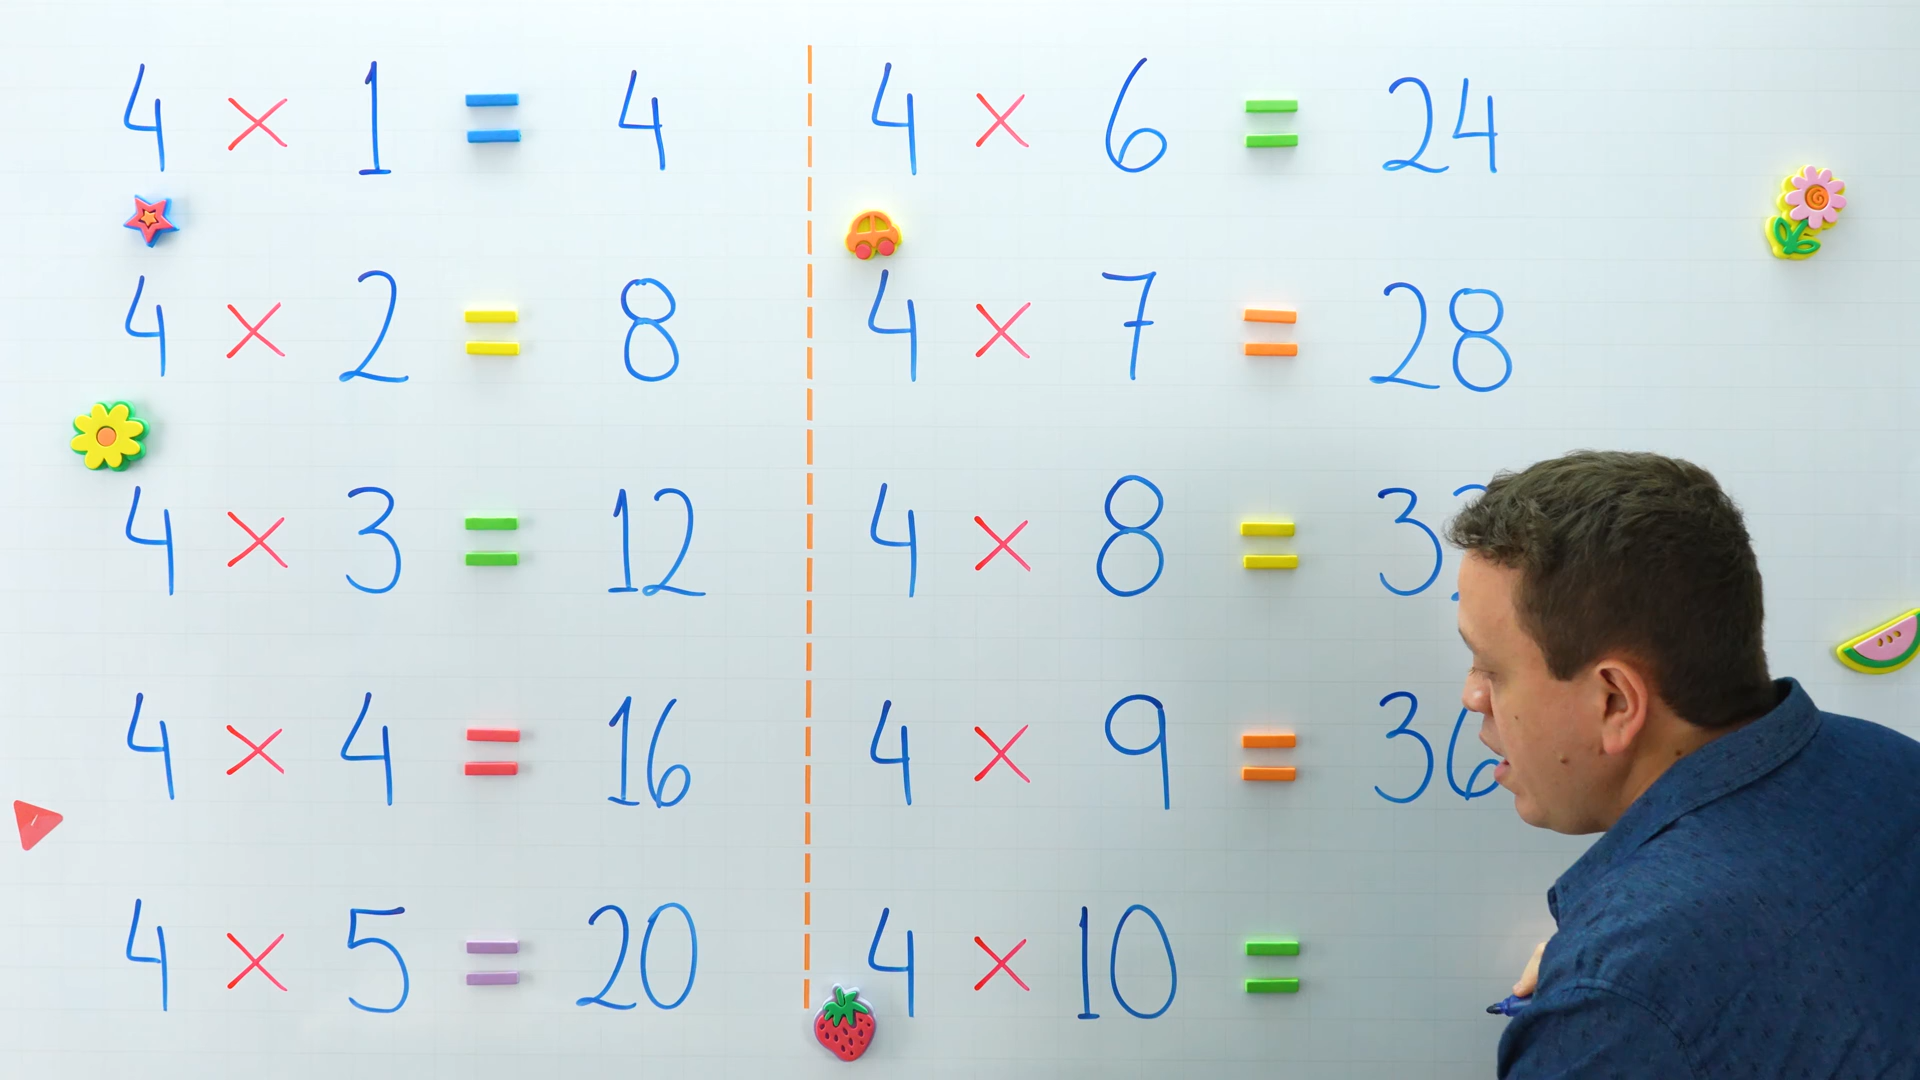 4 × 1 = 4
4 × 2 = 8
4 × 3 = 12
4 × 4 = 16
4 × 5 = 20
4 × 6 = 24
4 × 7 = 28
4 × 8 = 32
4 × 9 = 36
4 × 10 =